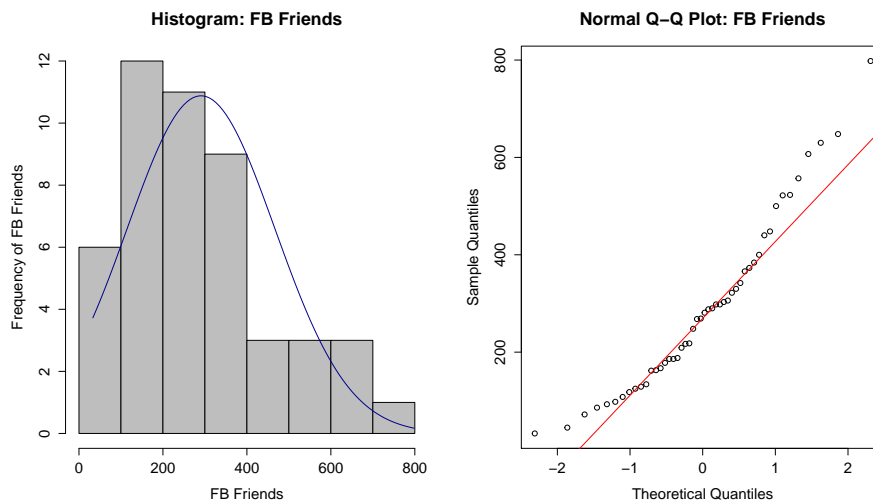 Histogram: FB Friends
Frequency of FB Friends
12
10
8
6
4
2
0
0 200 400 600 800
FB Friends
Normal Q−Q Plot: FB Friends
Sample Quantiles
800
600
400
200
−2 −1 0 1 2
Theoretical Quantiles